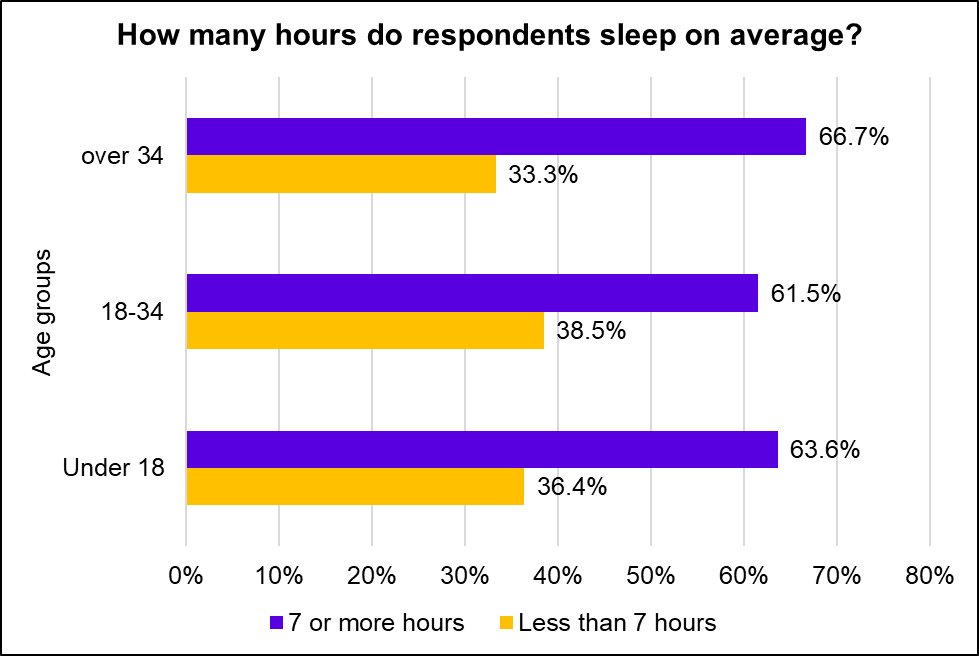 How many hours do respondents sleep on average?
over 34
66.7%
33.3%
18-34
61.5%
38.5%
Under 18
63.6%
36.4%
Age groups
0% 10% 20% 30% 40% 50% 60% 70% 80%
7 or more hours Less than 7 hours